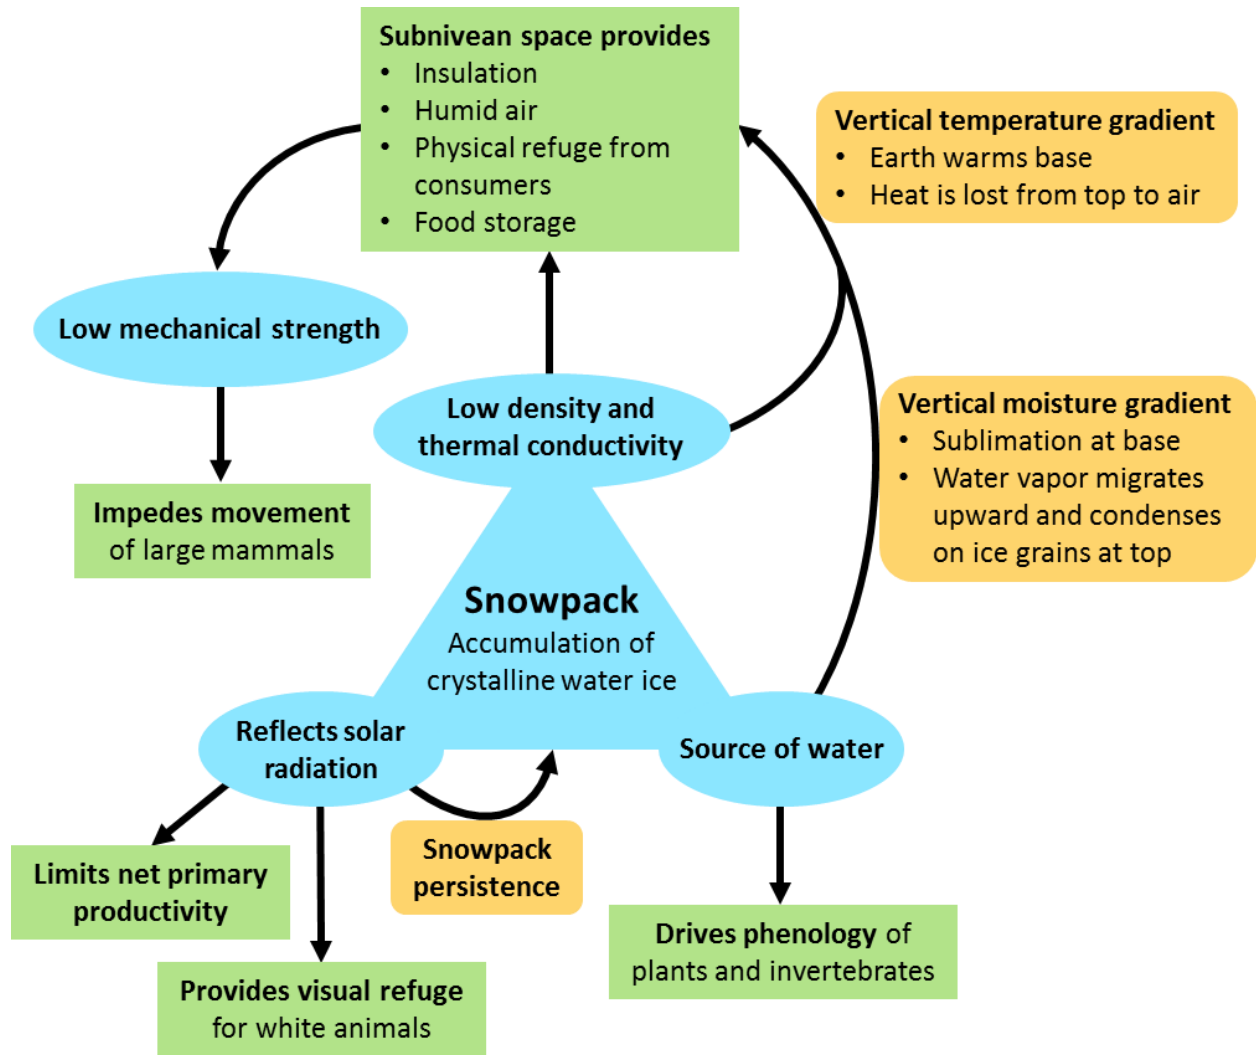 Subnivean space provides
• Insulation
• Humid air
• Physical refuge from
consumers
• Food storage
Vertical temperature gradient
• Earth warms base
• Heat is lost from top to air
Low mechanical strength
Low density and
thermal conductivity
Vertical moisture gradient
• Sublimation at base
• Water vapor migrates
upward and condenses
on ice grains at top
Impedes movement
of large mammals
Snowpack
Accumulation of
crystalline water ice
Reflects solar
radiation
Source of water
Snowpack
persistence
Limits net primary
productivity
Drives phenology of
plants and invertebrates
Provides visual refuge
for white animals